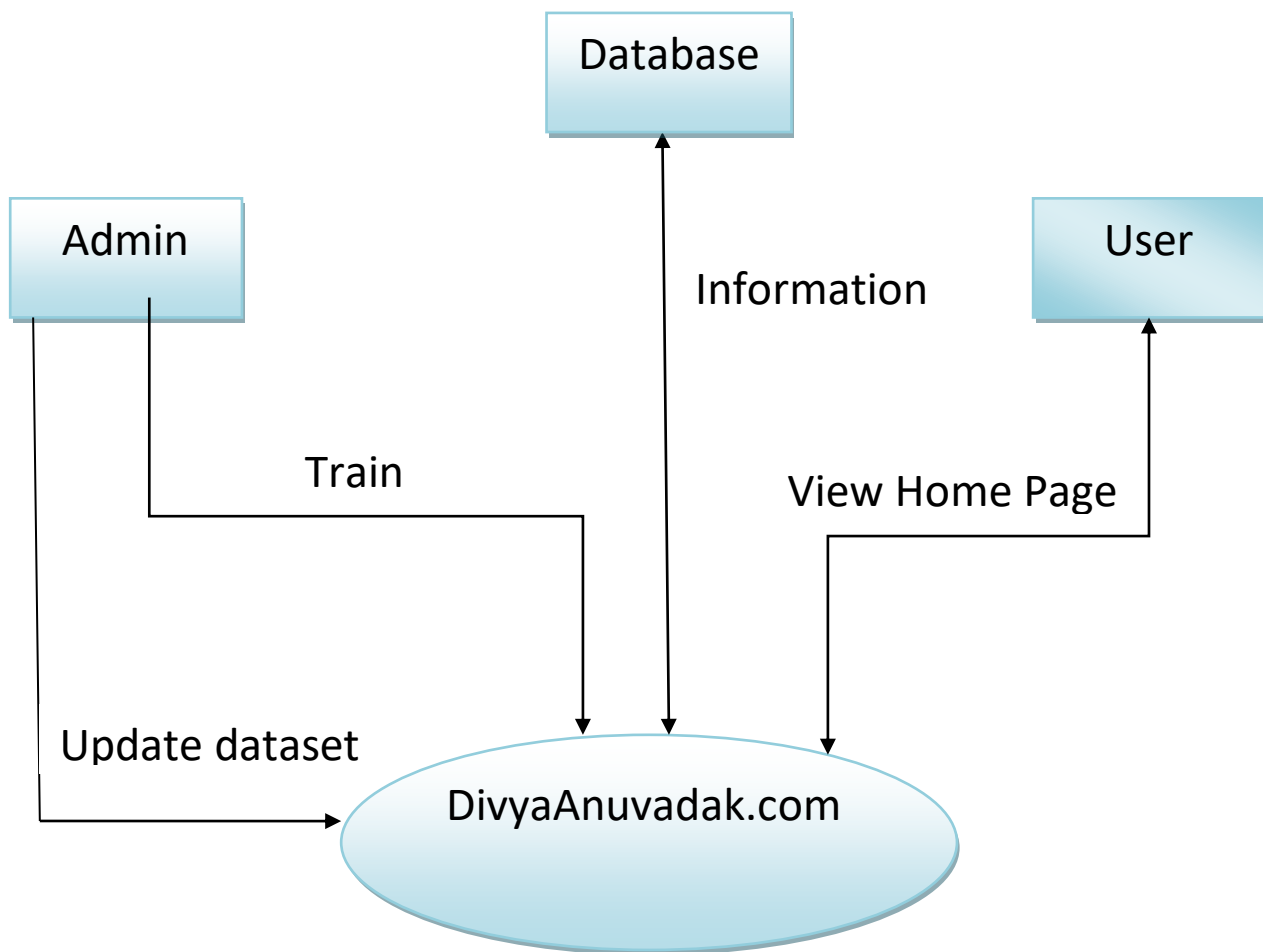 Database
Admin
User
Information
Train
View Home Page
Update dataset
DivyaAnuvadak.com